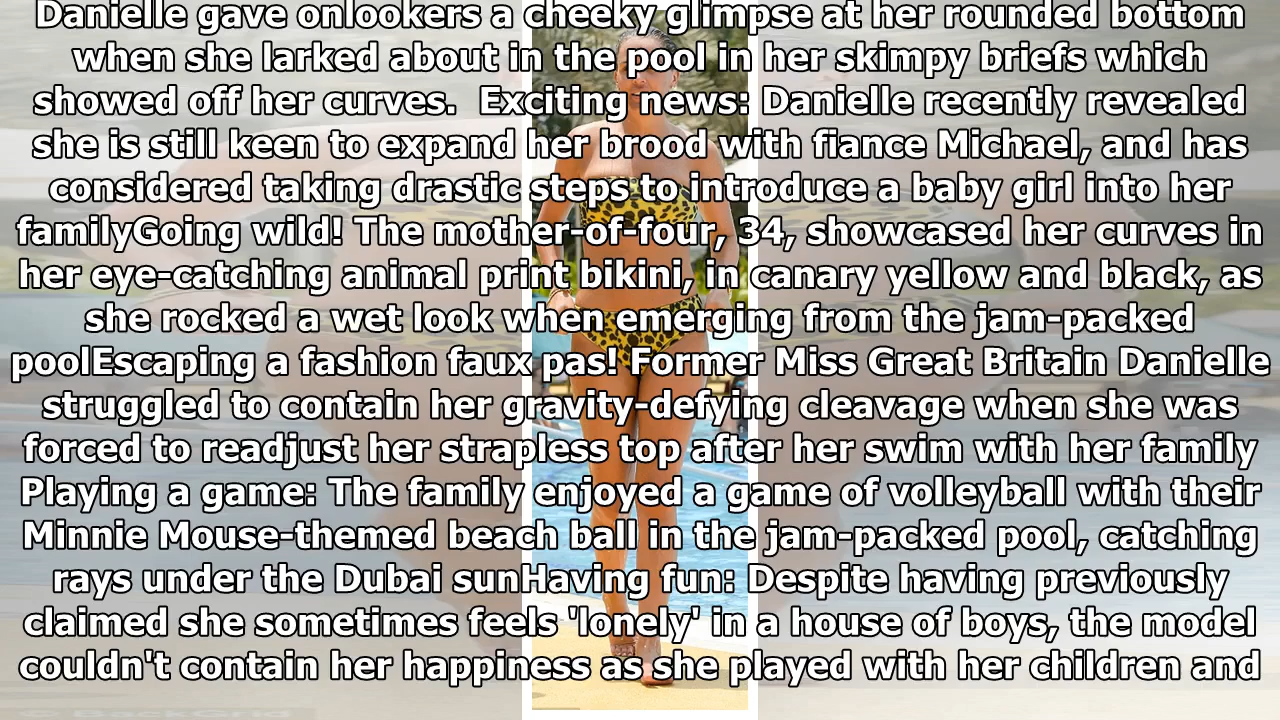 Danielle gave onlookers a cheeky glimpse at her rounded bottom
when she larked about in the pool in her skimpy briefs which
showed off her curves.  Exciting news: Danielle recently revealed
she is still keen to expand her brood with fiance Michael, and has
considered taking drastic steps to introduce a baby girl into her
familyGoing wild! The mother-of-four, 34, showcased her curves in
her eye-catching animal print bikini, in canary yellow and black, as
she rocked a wet look when emerging from the jam-packed
poolEscaping a fashion faux pas! Former Miss Great Britain Danielle
struggled to contain her gravity-defying cleavage when she was
forced to readjust her strapless top after her swim with her family
Playing a game: The family enjoyed a game of volleyball with their
Minnie Mouse-themed beach ball in the jam-packed pool, catching
rays under the Dubai sunHaving fun: Despite having previously
claimed she sometimes feels 'lonely' in a house of boys, the model
couldn't contain her happiness as she played with her children and
© BackGrid